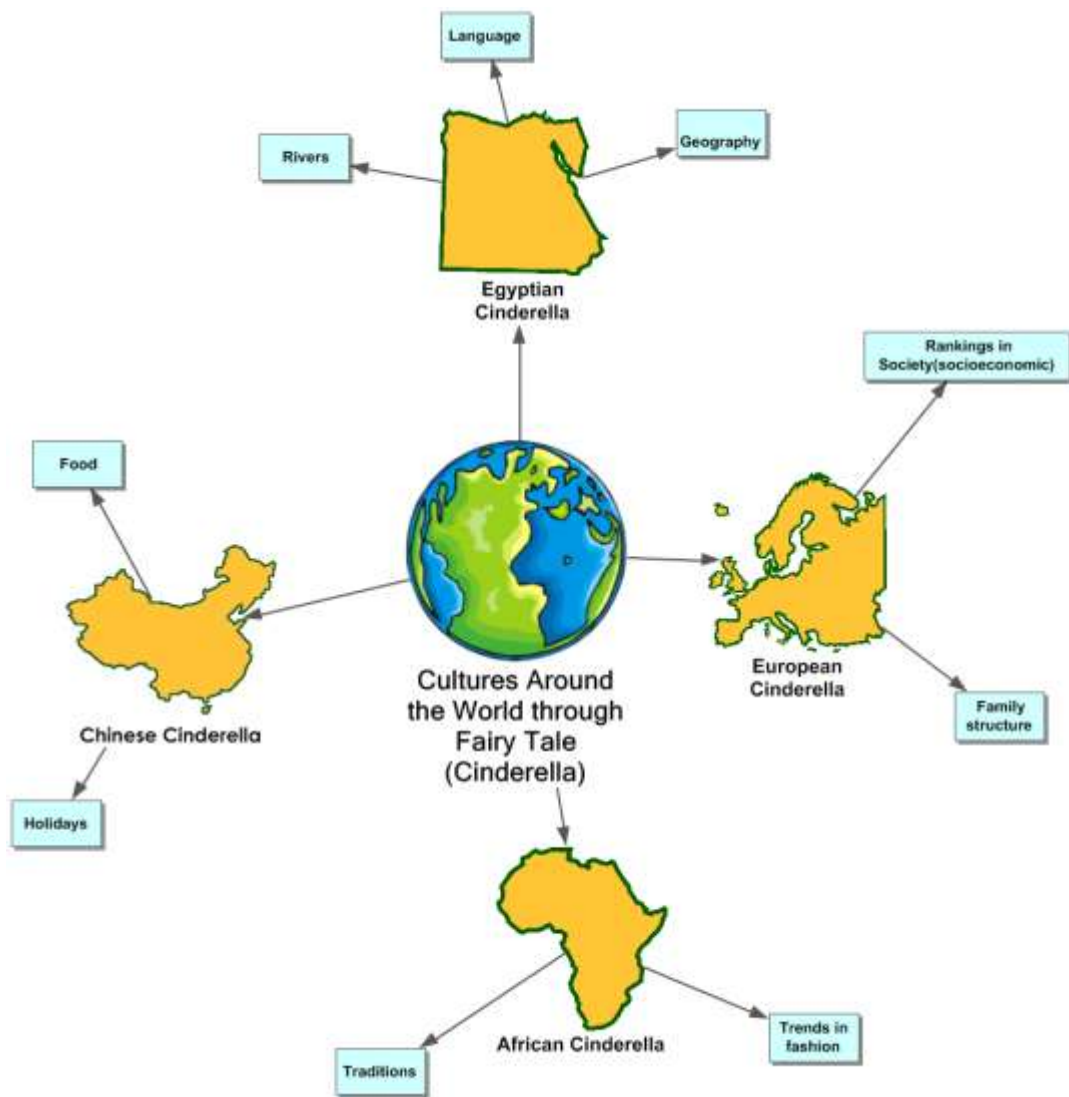 Language
Rivers
Geography
Egyptian
Cinderella
Rankings in
Society(socioeconomic)
Food
European
Cinderella
Family
structure
Chinese Cinderella
Holidays
Cultures Around
the World through
Fairy Tale
(Cinderella)
African Cinderella
Traditions
Trends in
fashion